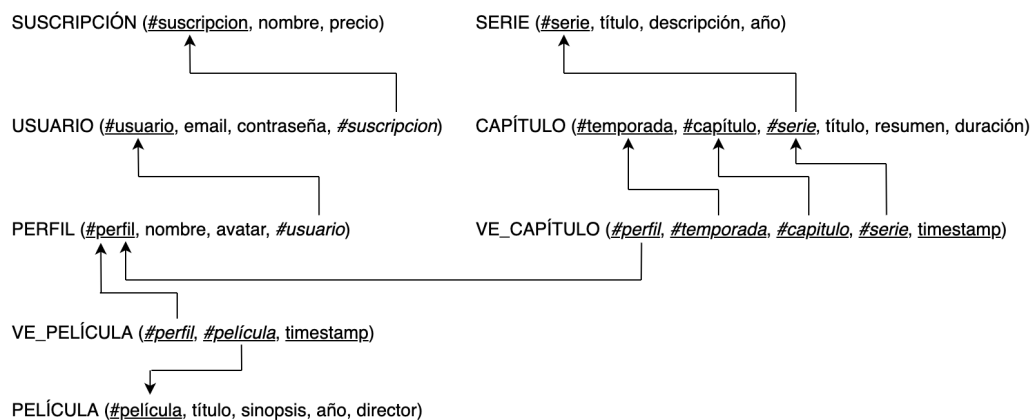 SUSCRIPCIÓN (#suscripcion, nombre, precio)
SERIE (#serie, título, descripción, año)
USUARIO (#usuario, email, contraseña, #suscripcion)
CAPÍTULO (#temporada, #capítulo, #serie, título, resumen, duración)
PERFIL (#perfil, nombre, avatar, #usuario)
VE_CAPÍTULO (#perfil, #temporada, #capitulo, #serie, timestamp)
VE_PELÍCULA (#perfil, #película, timestamp)
PELÍCULA (#película, título, sinopsis, año, director)